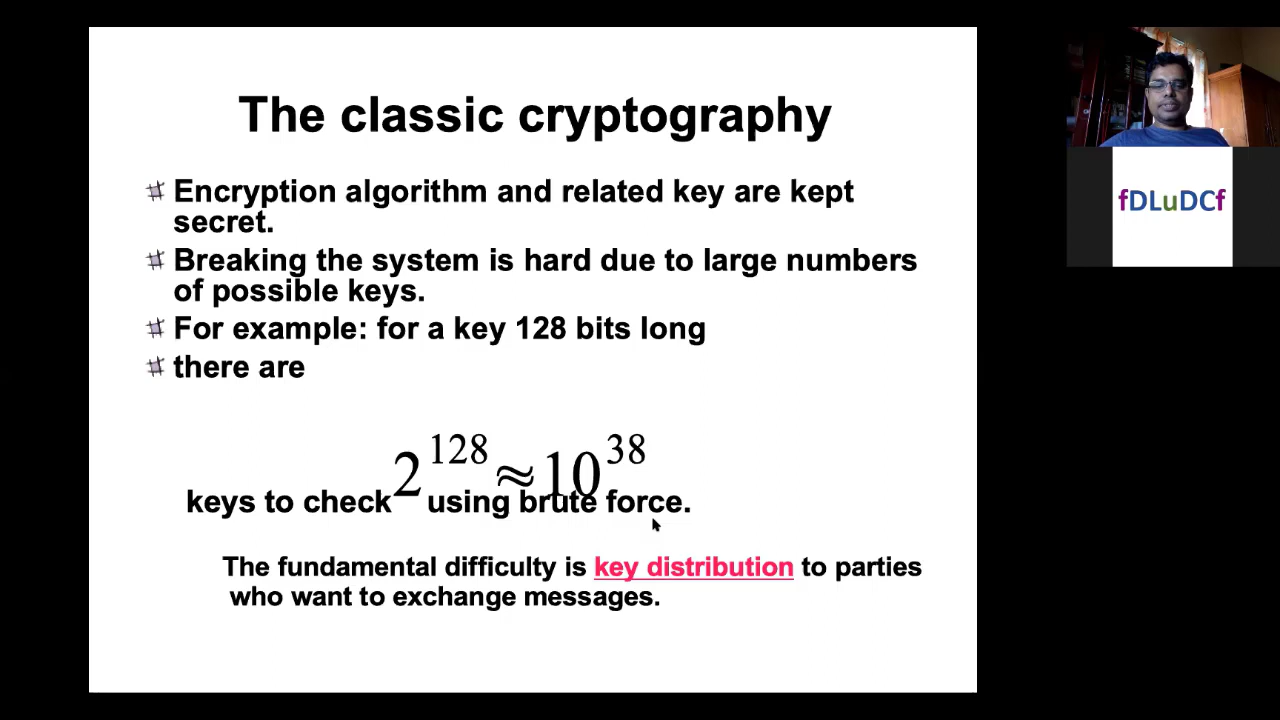 The classic cryptography
Encryption algorithm and related key are kept
secret.
Breaking the system is hard due to large numbers
of possible keys.
For example: for a key 128 bits long
there are
2^128 ≈ 10^38
keys to check using brute force.
The fundamental difficulty is key distribution to parties
who want to exchange messages.
fDLuDCf